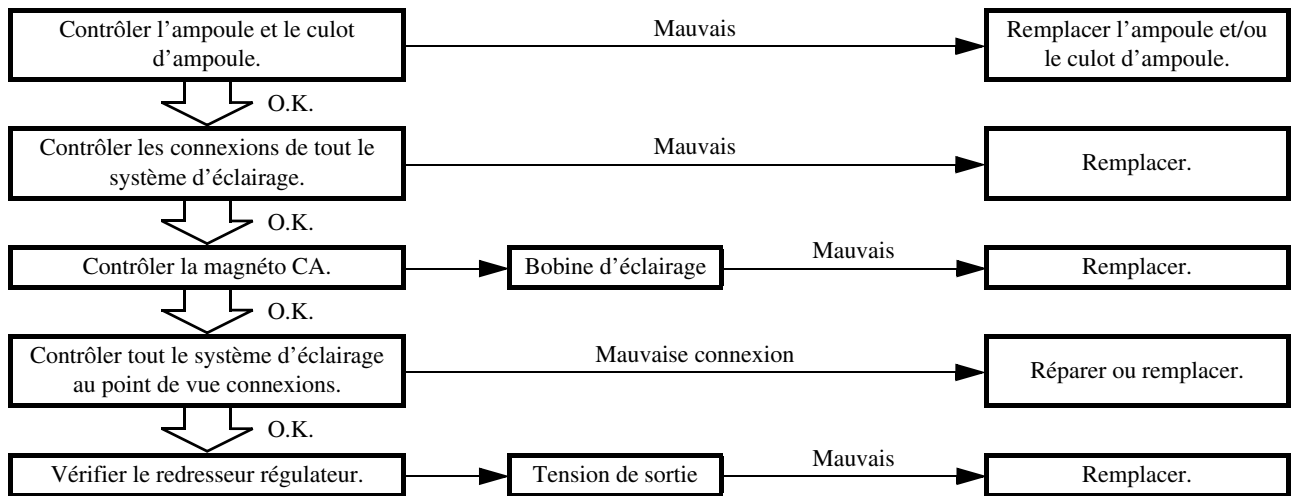 Contrôler l’ampoule et le culot
d’ampoule.
Mauvais
Remplacer l’ampoule et/ou
le culot d’ampoule.
O.K.
Contrôler les connexions de tout le
système d’éclairage.
Mauvais
Remplacer.
O.K.
Contrôler la magnéto CA.
Bobine d’éclairage
Mauvais
Remplacer.
O.K.
Contrôler tout le système d’éclairage
au point de vue connexions.
Mauvaise connexion
Réparer ou remplacer.
O.K.
Vérifier le redresseur régulateur.
Tension de sortie
Mauvais
Remplacer.